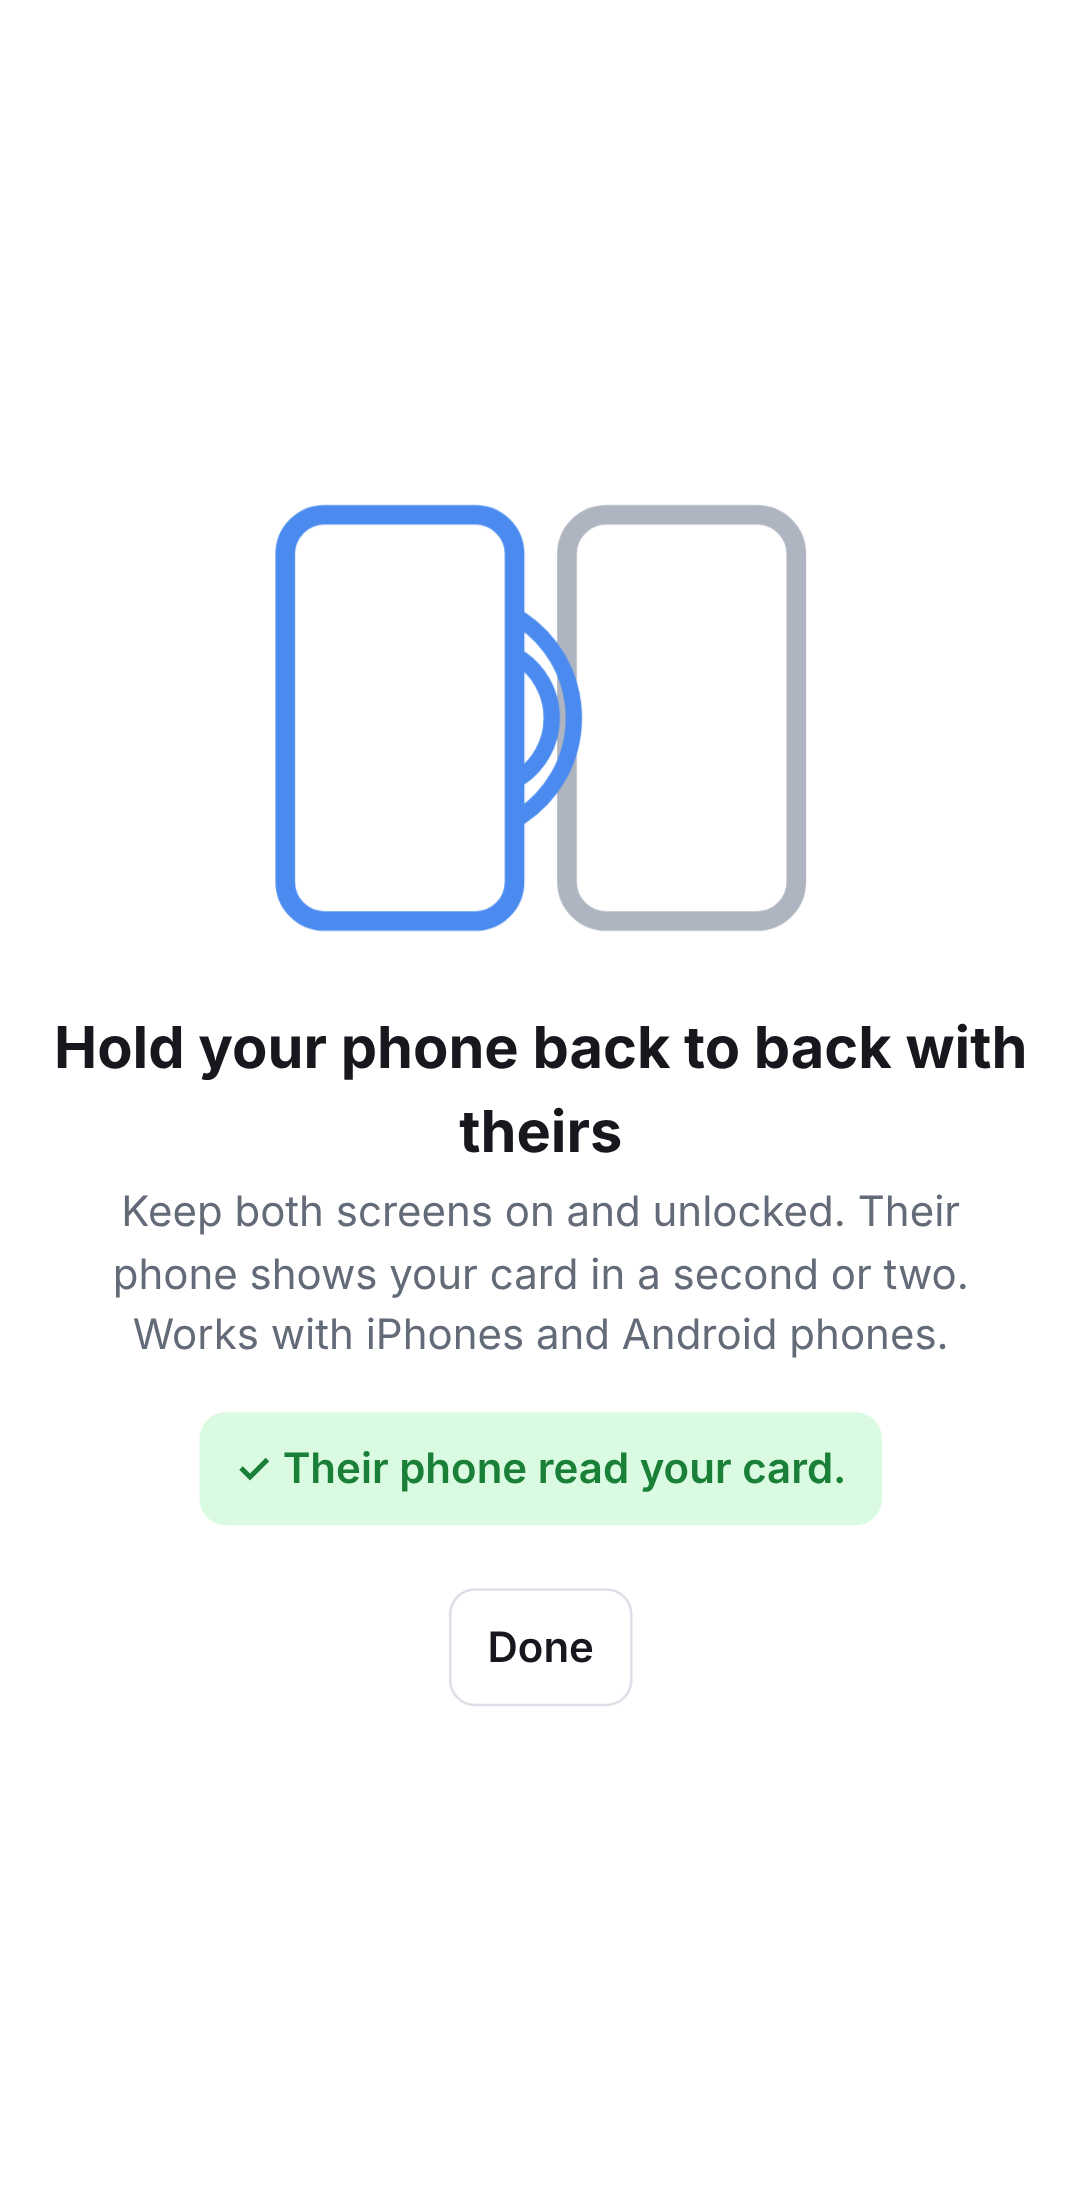 Hold your phone back to back with
theirs
Keep both screens on and unlocked. Their
phone shows your card in a second or two.
Works with iPhones and Android phones.
✓ Their phone read your card.
Done